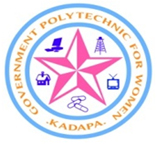 GOVERNMENT POLYTECHNIC FOR WOMEN
.KADAPA.